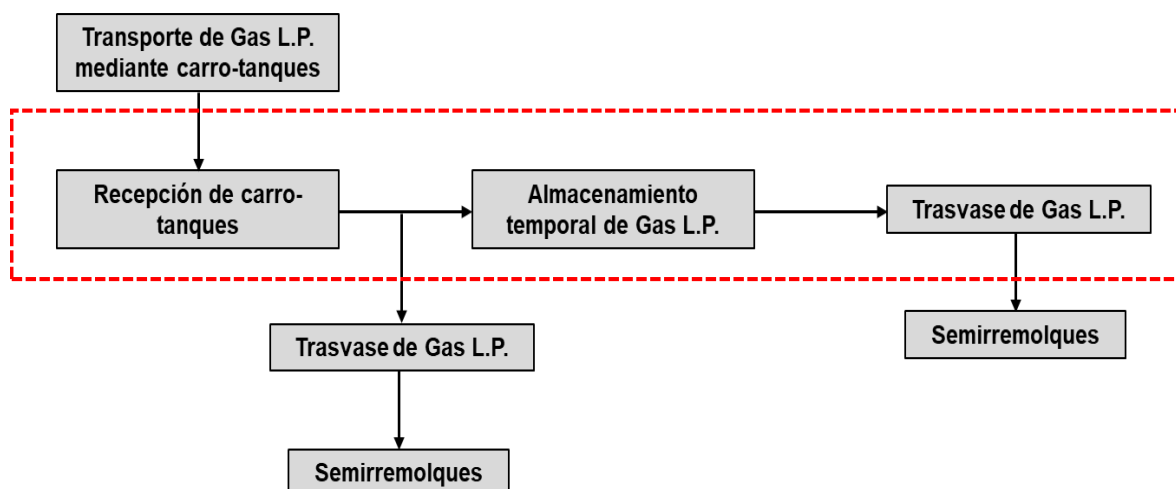 Transporte de Gas L.P.
mediante carro-tanques
Recepción de carro-
tanques
Almacenamiento
temporal de Gas L.P.
Trasvase de Gas L.P.
Trasvase de Gas L.P.
Semirremolques
Semirremolques